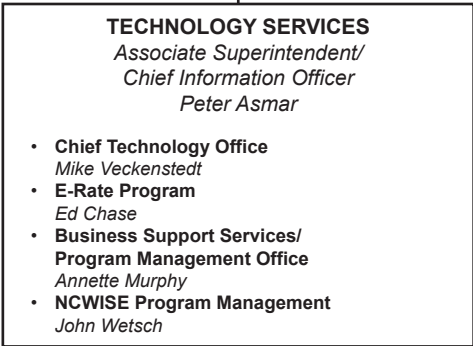 TECHNOLOGY SERVICES
Associate Superintendent/
Chief Information Officer
Peter Asmar
• Chief Technology Office
Mike Veckenstedt
• E-Rate Program
Ed Chase
• Business Support Services/
Program Management Office
Annette Murphy
• NCWISE Program Management
John Wetsch